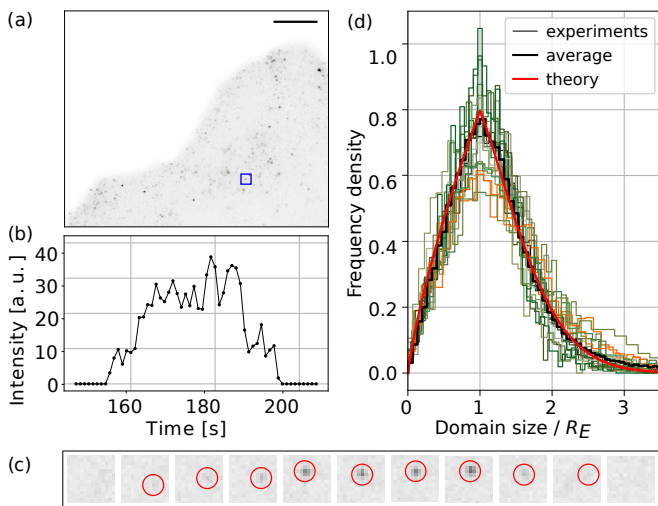 (a)
(b)
Intensity [a. u. ]
40
30
20
10
0
160
180
200
Time [s]
(c)
(d)
experiments
average
theory
Frequency density
1.0
0.8
0.6
0.4
0.2
0.0
0
1
2
3
Domain size / R_E